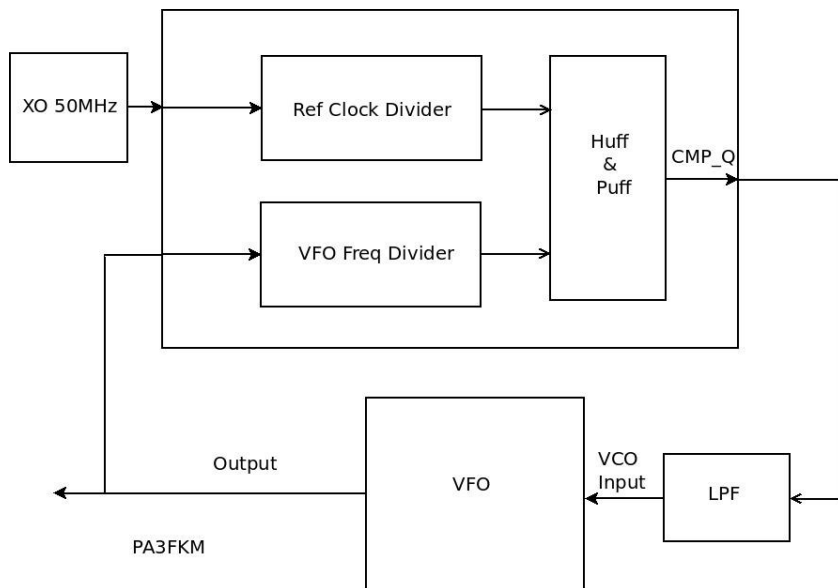 XO 50MHz
Ref Clock Divider
Huff
&
Puff
CMP_Q
VFO Freq Divider
Output
VFO
VCO
Input
LPF
PA3FKM